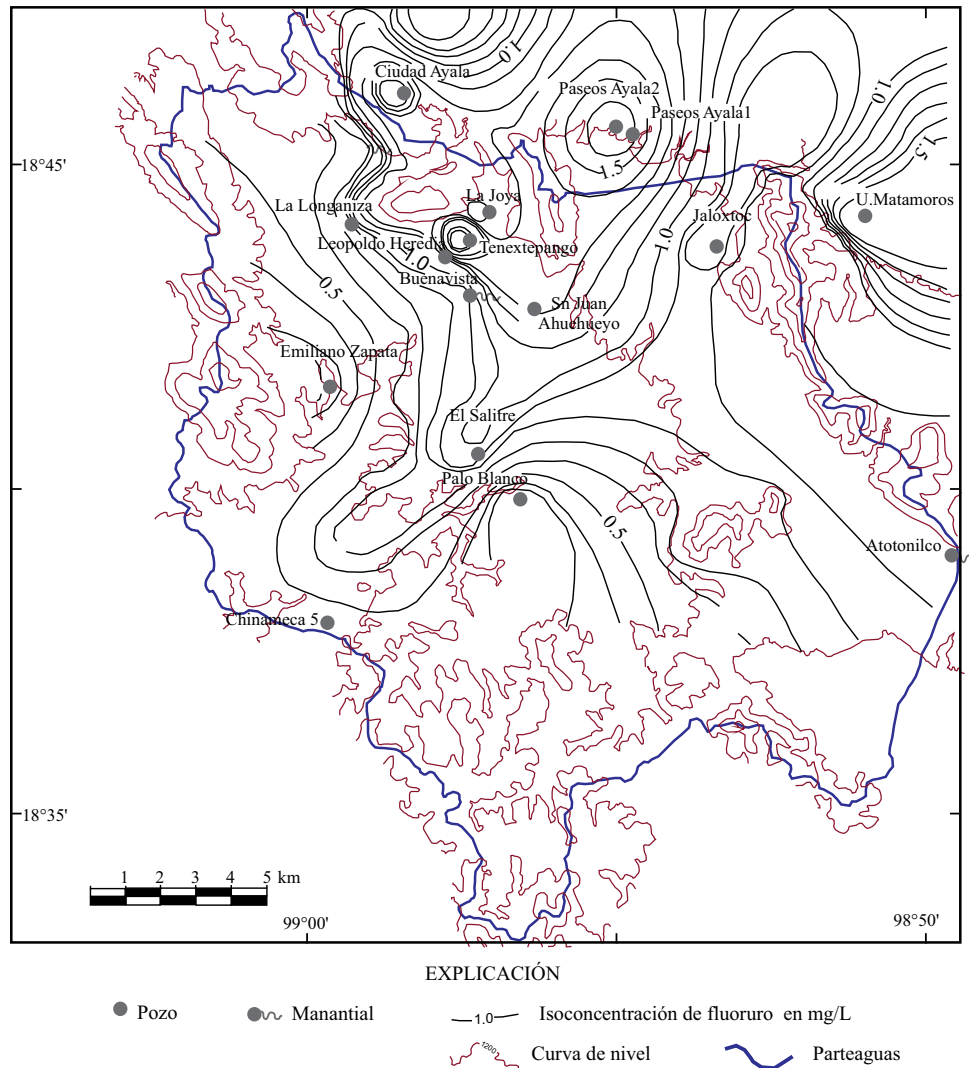 1.0
Ciudad Ayala
Paseos Ayala2
1.0
Paseos Ayala1
1.5
18°45'
1.5
La Longaniza
La Joya
U.Matamoros
Jaloxtoc
Leopoldo Heredia
Tenextepango
1.0
1.0
Buenavista
0.5
Sn Juan
Ahuehueyo
Emiliano Zapata
El Salitre
Palo Blanco
0.5
Atotonilco
Chinameca 5
18°35'
1 2 3 4 5 km
99°00'
98°50'
EXPLICACIÓN
Pozo
Manantial
1.0
Isoconcentración de fluoruro en mg/L
1200
Curva de nivel
Parteaguas